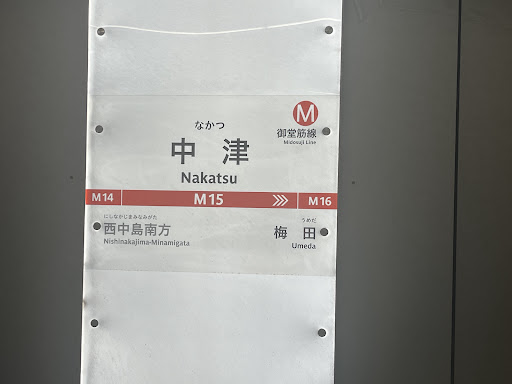 M
御堂筋線
Midosuji Line
なかつ
中津
Nakatsu
M14
M15
M16
にしなかじまみなみがた
西中島南方
Nishinakajima-Minamigata
うめだ
梅田
Umeda